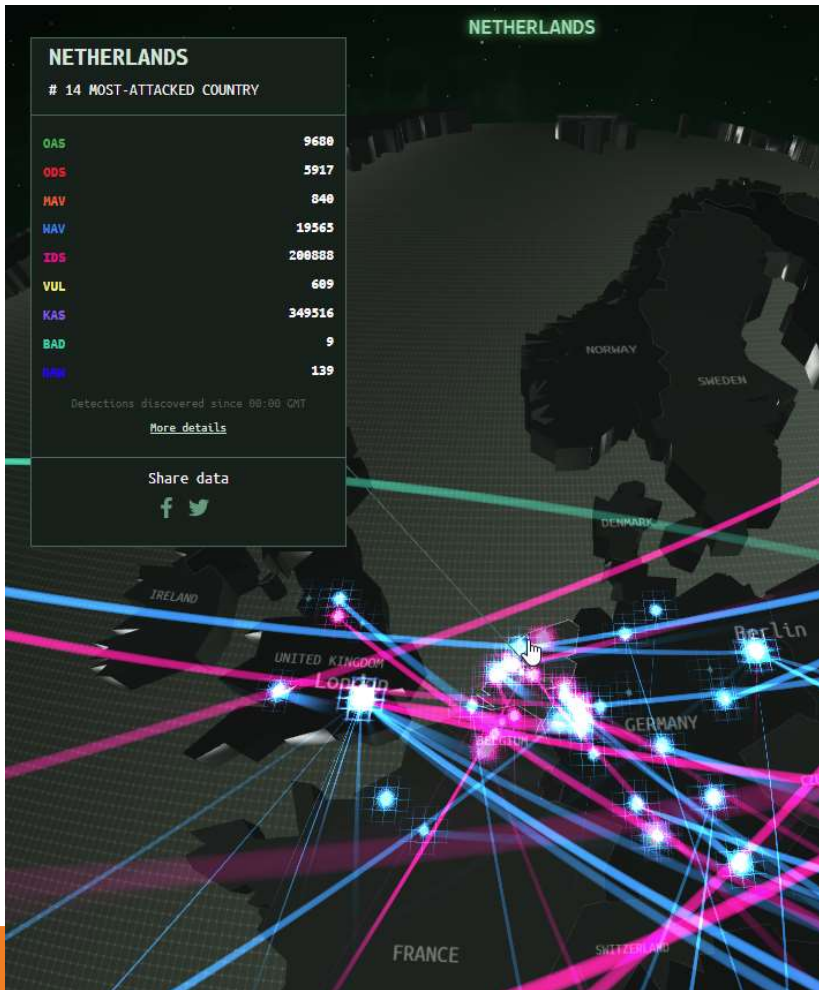 NETHERLANDS
NETHERLANDS
# 14 MOST-ATTACKED COUNTRY
OAS 9680
ODS 5917
MAV 840
WAV 19565
IDS 200888
VUL 609
KAS 349516
BAD 9
139
Detections discovered since 00:00 GMT
More details
Share data
NORWAY
SWEDEN
DENMARK
IRELAND
UNITED KINGDOM
London
Berlin
GERMANY
BELGIUM
FRANCE
SWITZERLAND